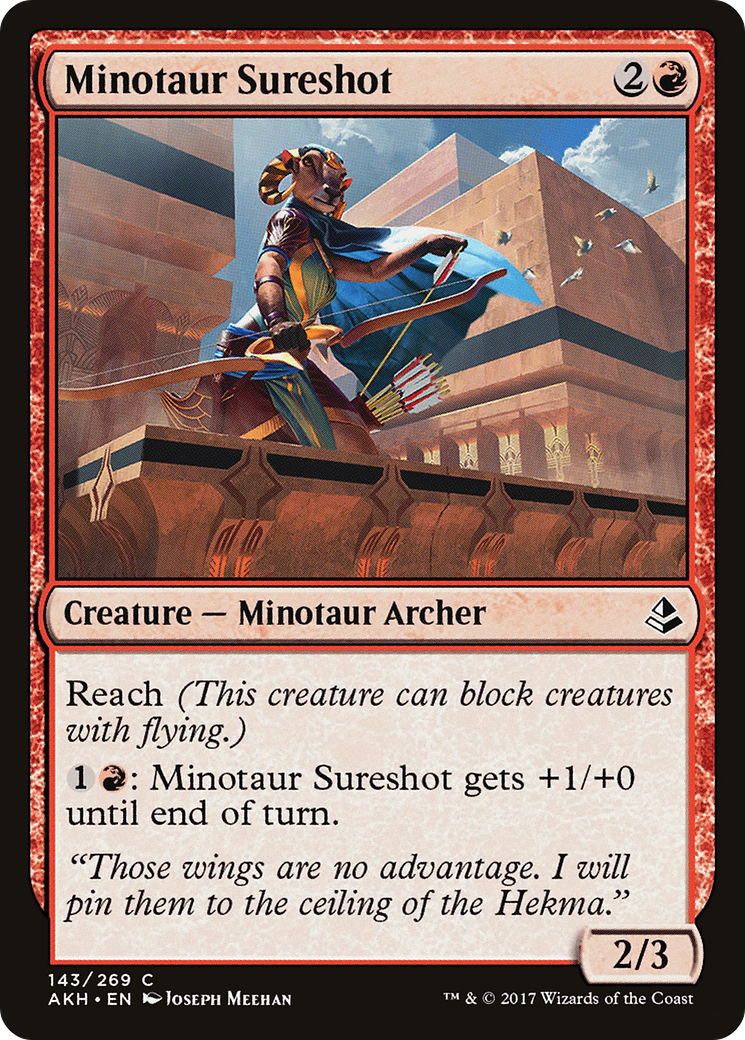 Minotaur Sureshot 2
Creature — Minotaur Archer
Reach (This creature can block creatures
with flying.)
1: Minotaur Sureshot gets +1/+0
until end of turn.
“Those wings are no advantage. I will
pin them to the ceiling of the Hekma.”
2/3
143/269 C
AKH • EN Joseph Meehan
™ & © 2017 Wizards of the Coast